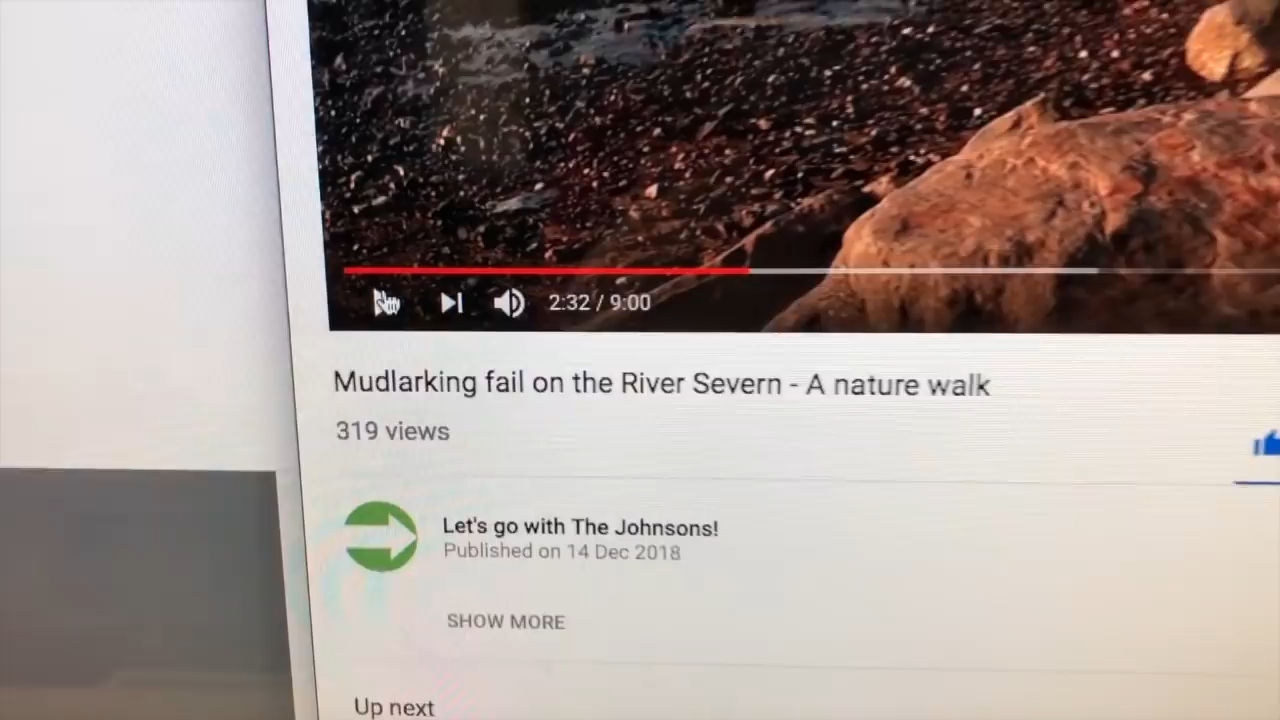 2:32 / 9:00
Mudlarking fail on the River Severn - A nature walk
319 views
Let's go with The Johnsons!
Published on 14 Dec 2018
SHOW MORE
Up next